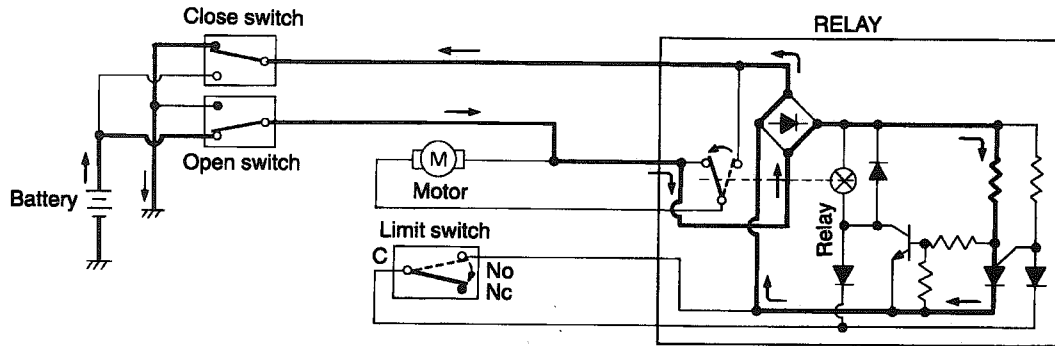 Close switch
RELAY
Open switch
M
Motor
Battery
Relay
Limit switch
C
No
Nc